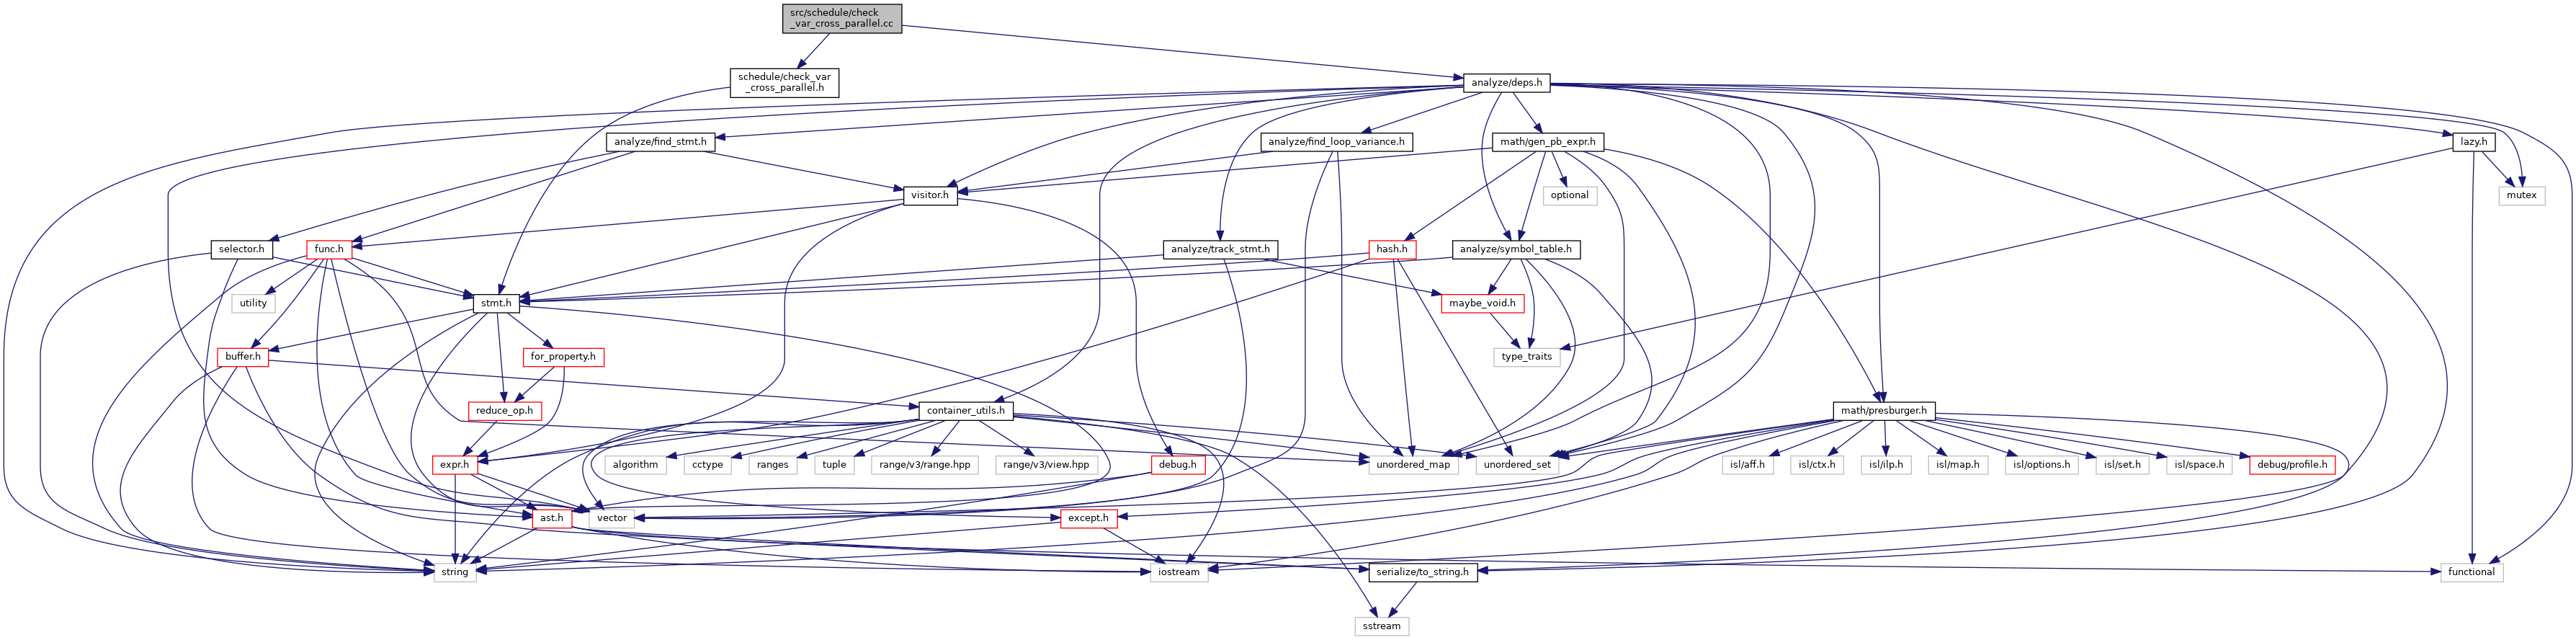 src/schedule/check
_var_cross_parallel.cc
schedule/check_var
_cross_parallel.h
analyze/deps.h
analyze/find_stmt.h
analyze/find_loop_variance.h
math/gen_pb_expr.h
lazy.h
visitor.h
optional
mutex
selector.h
func.h
analyze/track_stmt.h
hash.h
analyze/symbol_table.h
utility
stmt.h
maybe_void.h
buffer.h
for_property.h
type_traits
reduce_op.h
container_utils.h
math/presburger.h
expr.h
algorithm
cctype
ranges
tuple
range/v3/range.hpp
range/v3/view.hpp
debug.h
unordered_map
unordered_set
isl/aff.h
isl/ctx.h
isl/ilp.h
isl/map.h
isl/options.h
isl/set.h
isl/space.h
debug/profile.h
ast.h
vector
except.h
string
iostream
serialize/to_string.h
functional
sstream